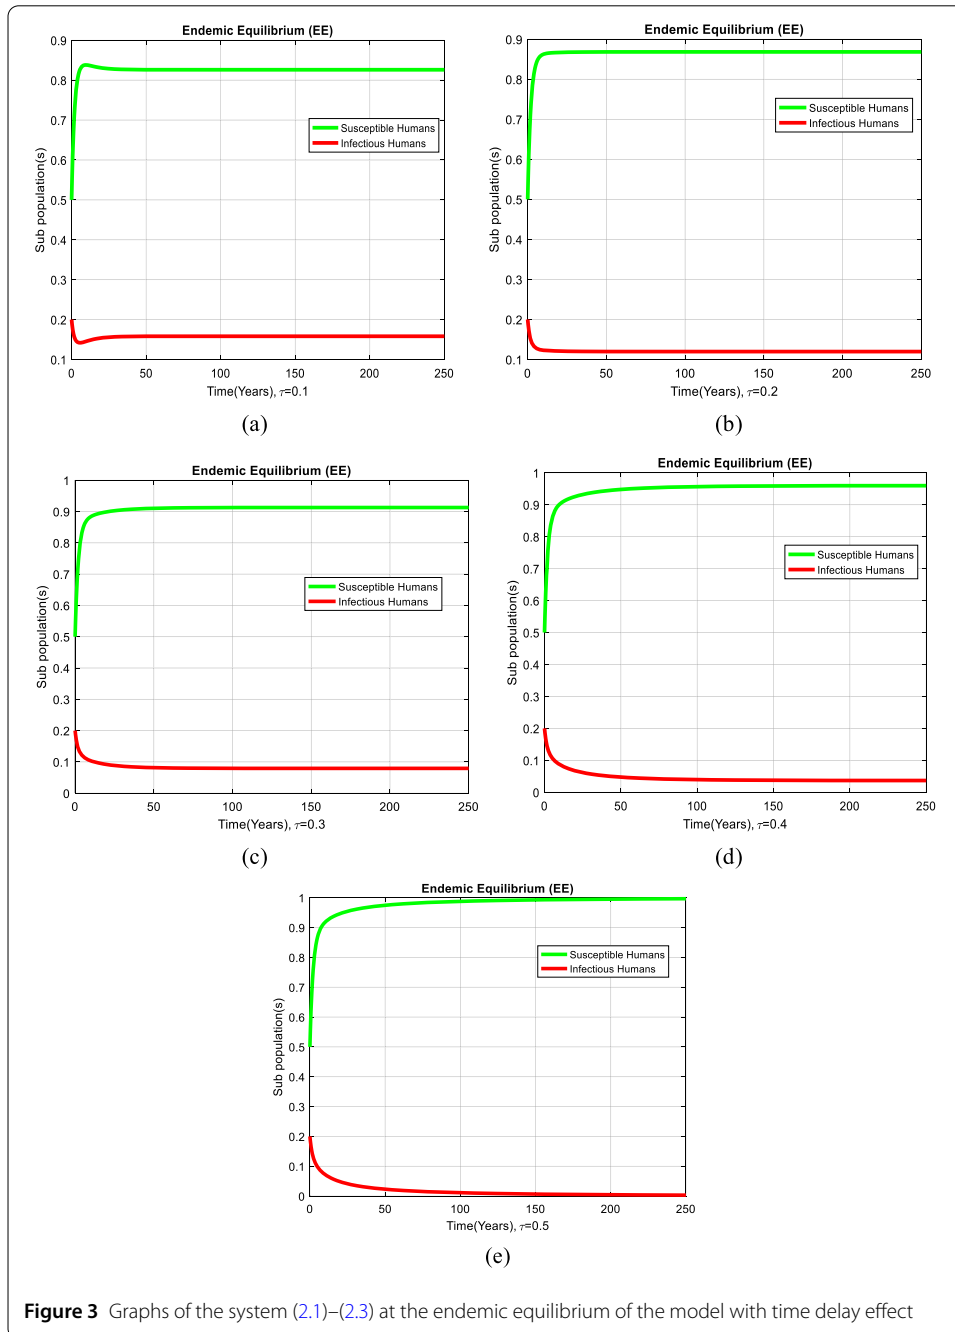 Endemic Equilibrium (EE)
0.9
0.8
0.7
0.6
0.5
0.4
0.3
0.2
0.1
Sub population(s)
Susceptible Humans
Infectious Humans
0 50 100 150 200 250
Time(Years), τ=0.1
(a)
Endemic Equilibrium (EE)
0.9
0.8
0.7
0.6
0.5
0.4
0.3
0.2
0.1
Sub population(s)
Susceptible Humans
Infectious Humans
0 50 100 150 200 250
Time(Years), τ=0.2
(b)
Endemic Equilibrium (EE)
1
0.9
0.8
0.7
0.6
0.5
0.4
0.3
0.2
0.1
0
Sub population(s)
Susceptible Humans
Infectious Humans
0 50 100 150 200 250
Time(Years), τ=0.3
(c)
Endemic Equilibrium (EE)
1
0.9
0.8
0.7
0.6
0.5
0.4
0.3
0.2
0.1
0
Sub population(s)
Susceptible Humans
Infectious Humans
0 50 100 150 200 250
Time(Years), τ=0.4
(d)
Endemic Equilibrium (EE)
1
0.9
0.8
0.7
0.6
0.5
0.4
0.3
0.2
0.1
0
Sub population(s)
Susceptible Humans
Infectious Humans
0 50 100 150 200 250
Time(Years), τ=0.5
(e)
Figure 3 Graphs of the system (2.1)–(2.3) at the endemic equilibrium of the model with time delay effect